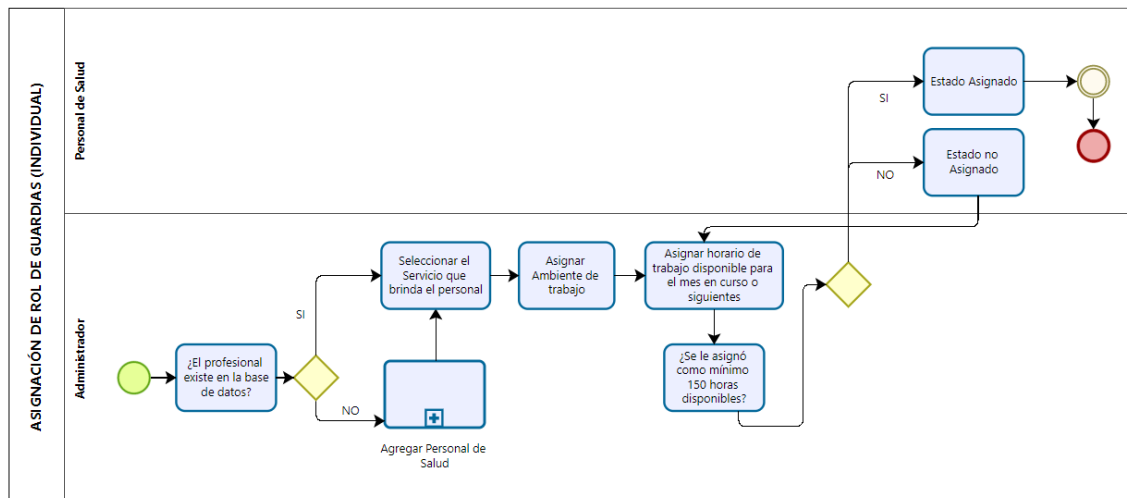 ASIGNACIÓN DE ROL DE GUARDIAS (INDIVIDUAL)
Personal de Salud
Estado Asignado
SI
Estado no
Asignado
NO
Administrador
¿El profesional
existe en la base
de datos?
SI
NO
Seleccionar el
Servicio que
brinda el personal
Agregar Personal de
Salud
Asignar
Ambiente de
trabajo
Asignar horario de
trabajo disponible para
el mes en curso o
siguientes
¿Se le asignó
como mínimo
150 horas
disponibles?